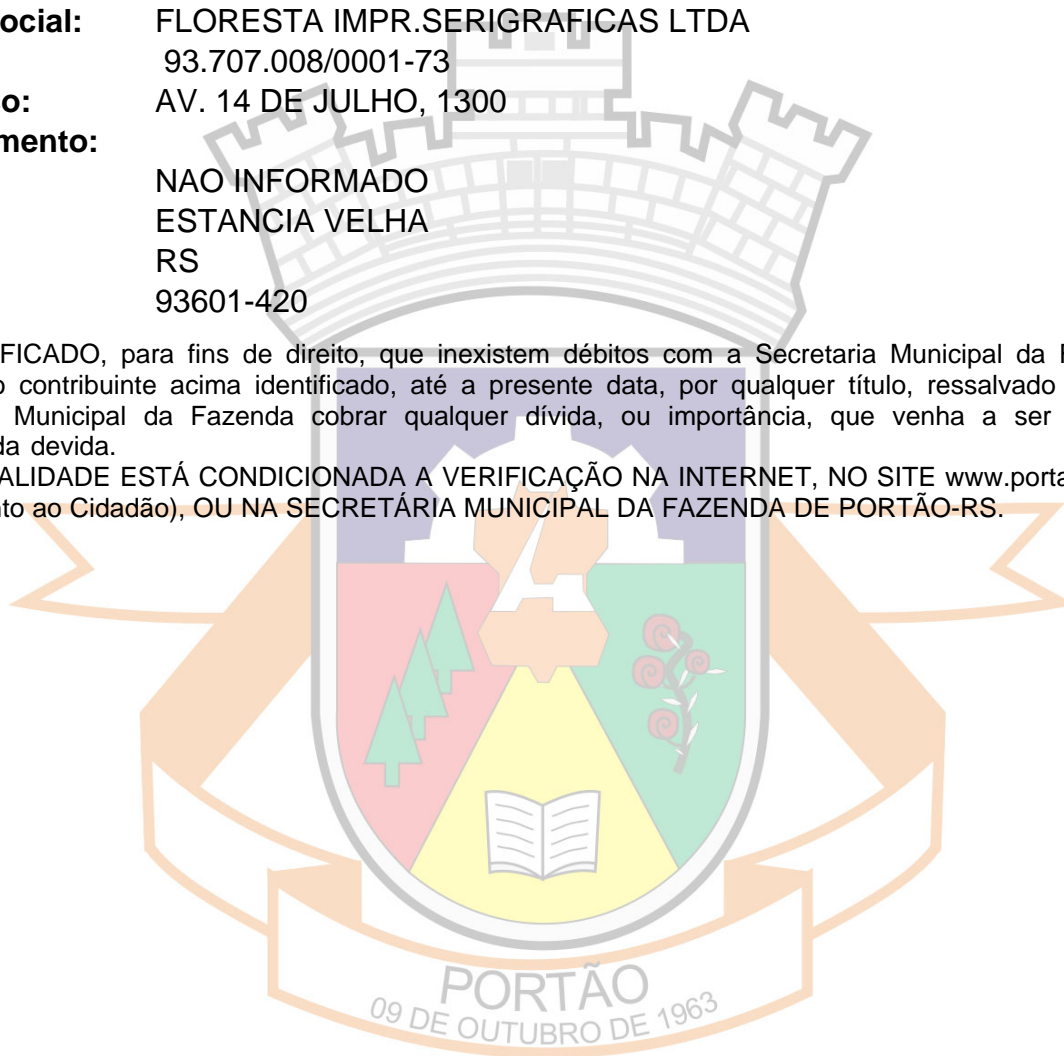 ocial: FLORESTA IMPR.SERIGRAFICAS LTDA
93.707.008/0001-73
o: AV. 14 DE JULHO, 1300
mento:
NAO INFORMADO
ESTANCIA VELHA
RS
93601-420
FICADO, para fins de direito, que inexistem débitos com a Secretaria Municipal da
o contribuinte acima identificado, até a presente data, por qualquer título, ressalvado
Municipal da Fazenda cobrar qualquer dívida, ou importância, que venha a ser
da devida.
ALIDADE ESTÁ CONDICIONADA A VERIFICAÇÃO NA INTERNET, NO SITE www.porta
nto ao Cidadão), OU NA SECRETÁRIA MUNICIPAL DA FAZENDA DE PORTÃO-RS.
PORTÃO
09 DE OUTUBRO DE 1963